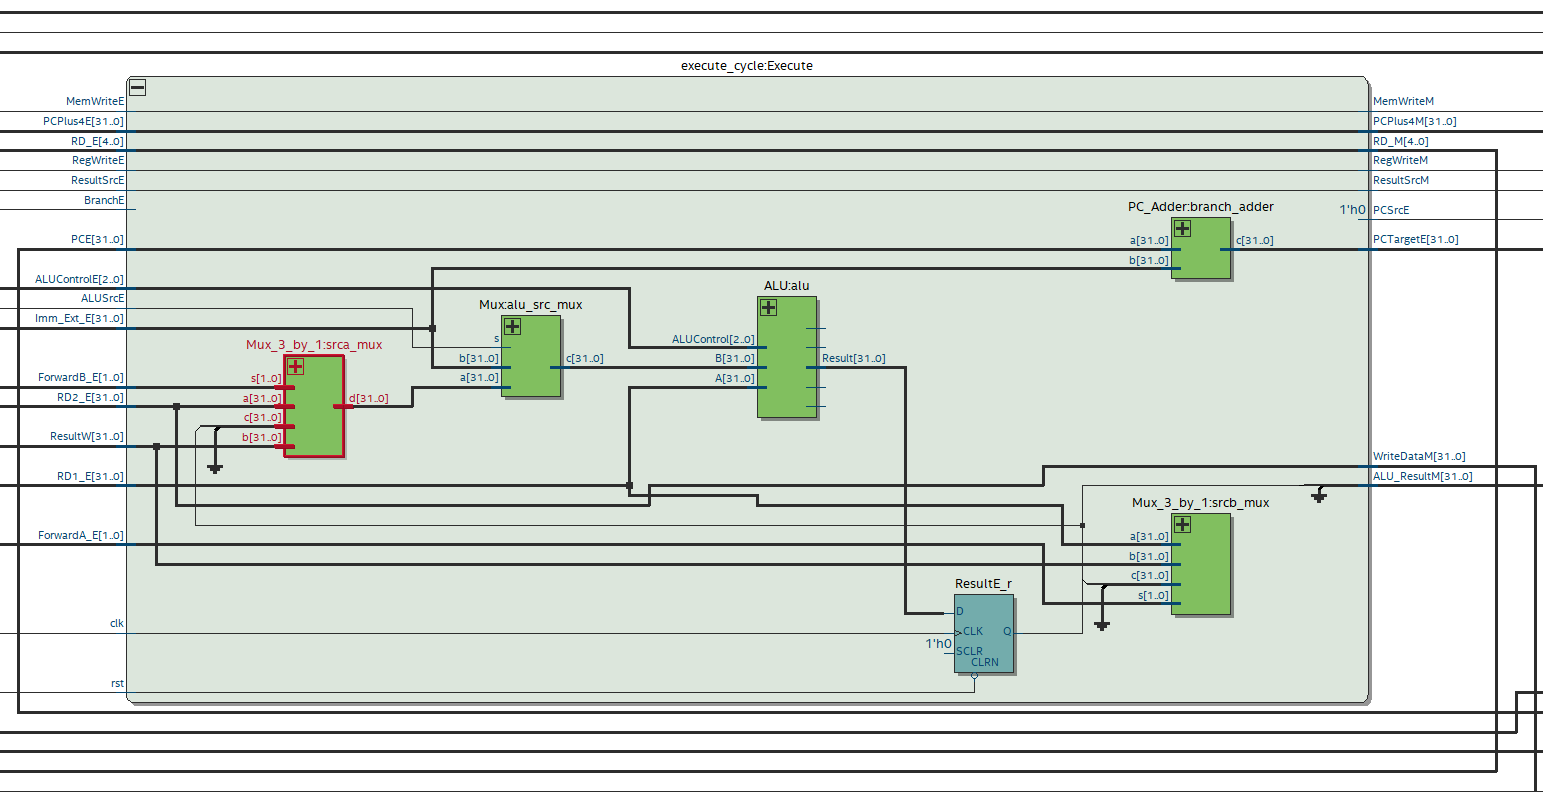 execute_cycle:Execute
MemWriteE
MemWriteM
PCPlus4E[31..0]
PCPlus4M[31..0]
RD_E[4..0]
RD_M[4..0]
RegWriteE
RegWriteM
ResultSrcE
ResultSrcM
BranchE
PC_Adder:branch_adder
1'h0
PCSrcE
PCE[31..0]
a[31..0]
c[31..0]
PCTargetE[31..0]
b[31..0]
ALUControlE[2..0]
ALU:alu
ALUSrcE
Mux:alu_src_mux
Imm_Ext_E[31..0]
s
ALUControl[2..0]
Mux_3_by_1:srca_mux
b[31..0]
c[31..0]
B[31..0]
Result[31..0]
ForwardB_E[1..0]
s[1..0]
a[31..0]
A[31..0]
RD2_E[31..0]
a[31..0]
d[31..0]
c[31..0]
ResultW[31..0]
b[31..0]
WriteDataM[31..0]
RD1_E[31..0]
ALU_ResultM[31..0]
Mux_3_by_1:srcb_mux
ForwardA_E[1..0]
a[31..0]
b[31..0]
c[31..0]
s[1..0]
ResultE_r
D
clk
CLK
Q
1'h0
SCLR
CLRN
rst